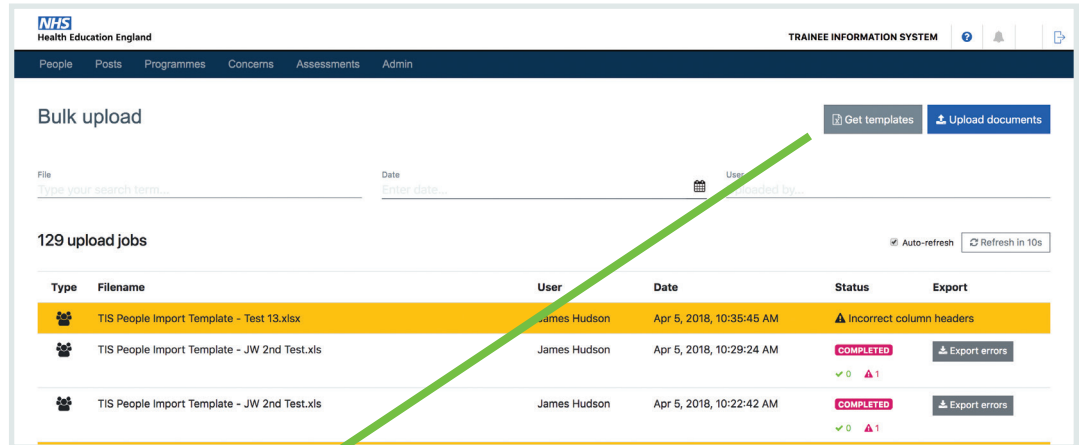 NHS
Health Education England
TRAINEE INFORMATION SYSTEM
People Posts Programmes Concerns Assessments Admin
Bulk upload
Get templates Upload documents
File Date User
Type your search term... Enter date... Uploaded by...
129 upload jobs
Auto-refresh Refresh in 10s
Type Filename User Date Status Export
TIS People Import Template - Test 13.xlsx James Hudson Apr 5, 2018, 10:35:45 AM Incorrect column headers
TIS People Import Template - JW 2nd Test.xls James Hudson Apr 5, 2018, 10:29:24 AM COMPLETED Export errors
0 1
TIS People Import Template - JW 2nd Test.xls James Hudson Apr 5, 2018, 10:22:42 AM COMPLETED Export errors
0 1